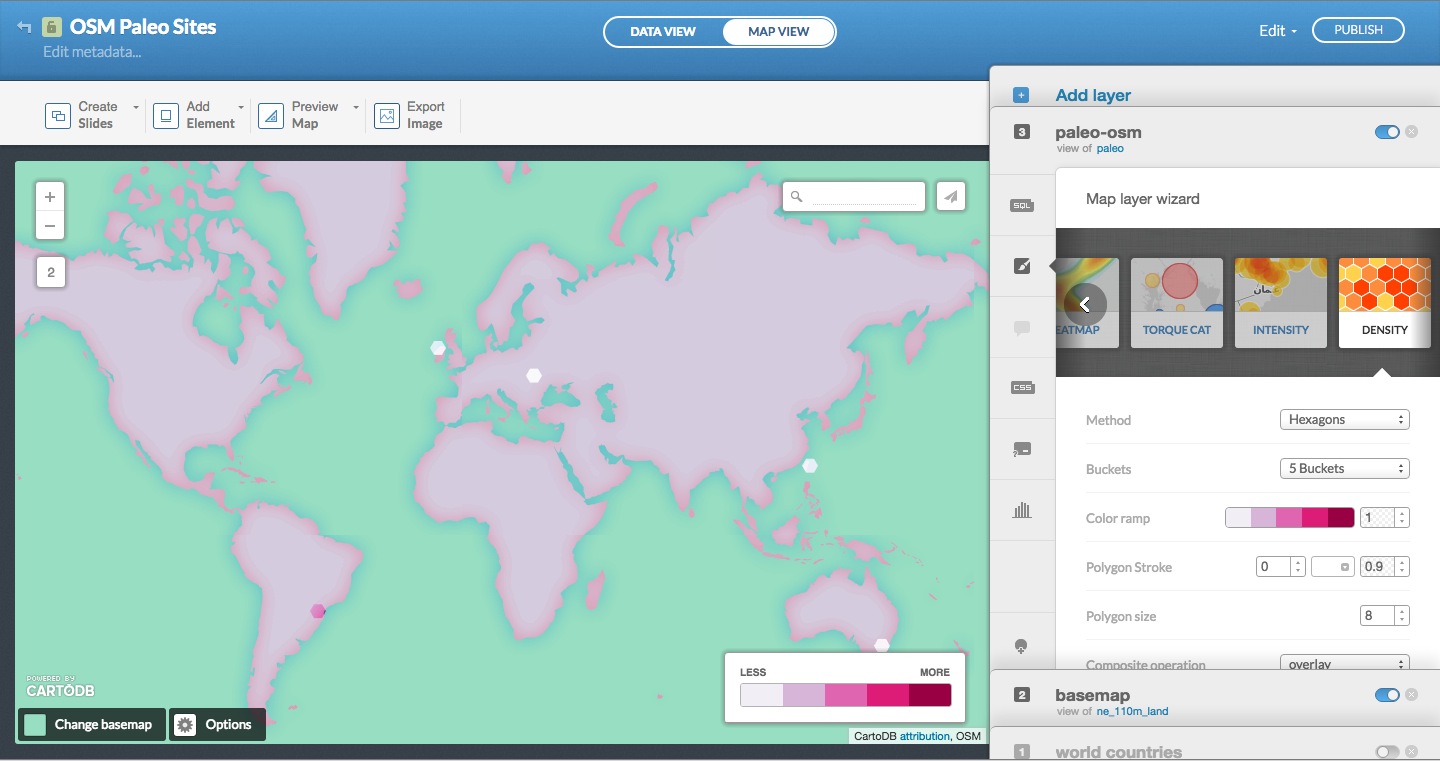 OSM Paleo Sites
Edit metadata...
DATA VIEW
MAP VIEW
Edit
PUBLISH
Create
Slides
Add
Element
Preview
Map
Export
Image
+
−
2
Add layer
3
paleo-osm
view of paleo
Map layer wizard
SQL
EATMAP
TORQUE CAT
INTENSITY
DENSITY
CSS
Method
Hexagons
Buckets
5 Buckets
Color ramp
1
Polygon Stroke
0
0.9
Polygon size
8
Composite operation
overlay
LESS
MORE
POWERED BY
CARTODB
Change basemap
Options
CartoDB attribution, OSM
2
basemap
view of ne_110m_land
1
world countries